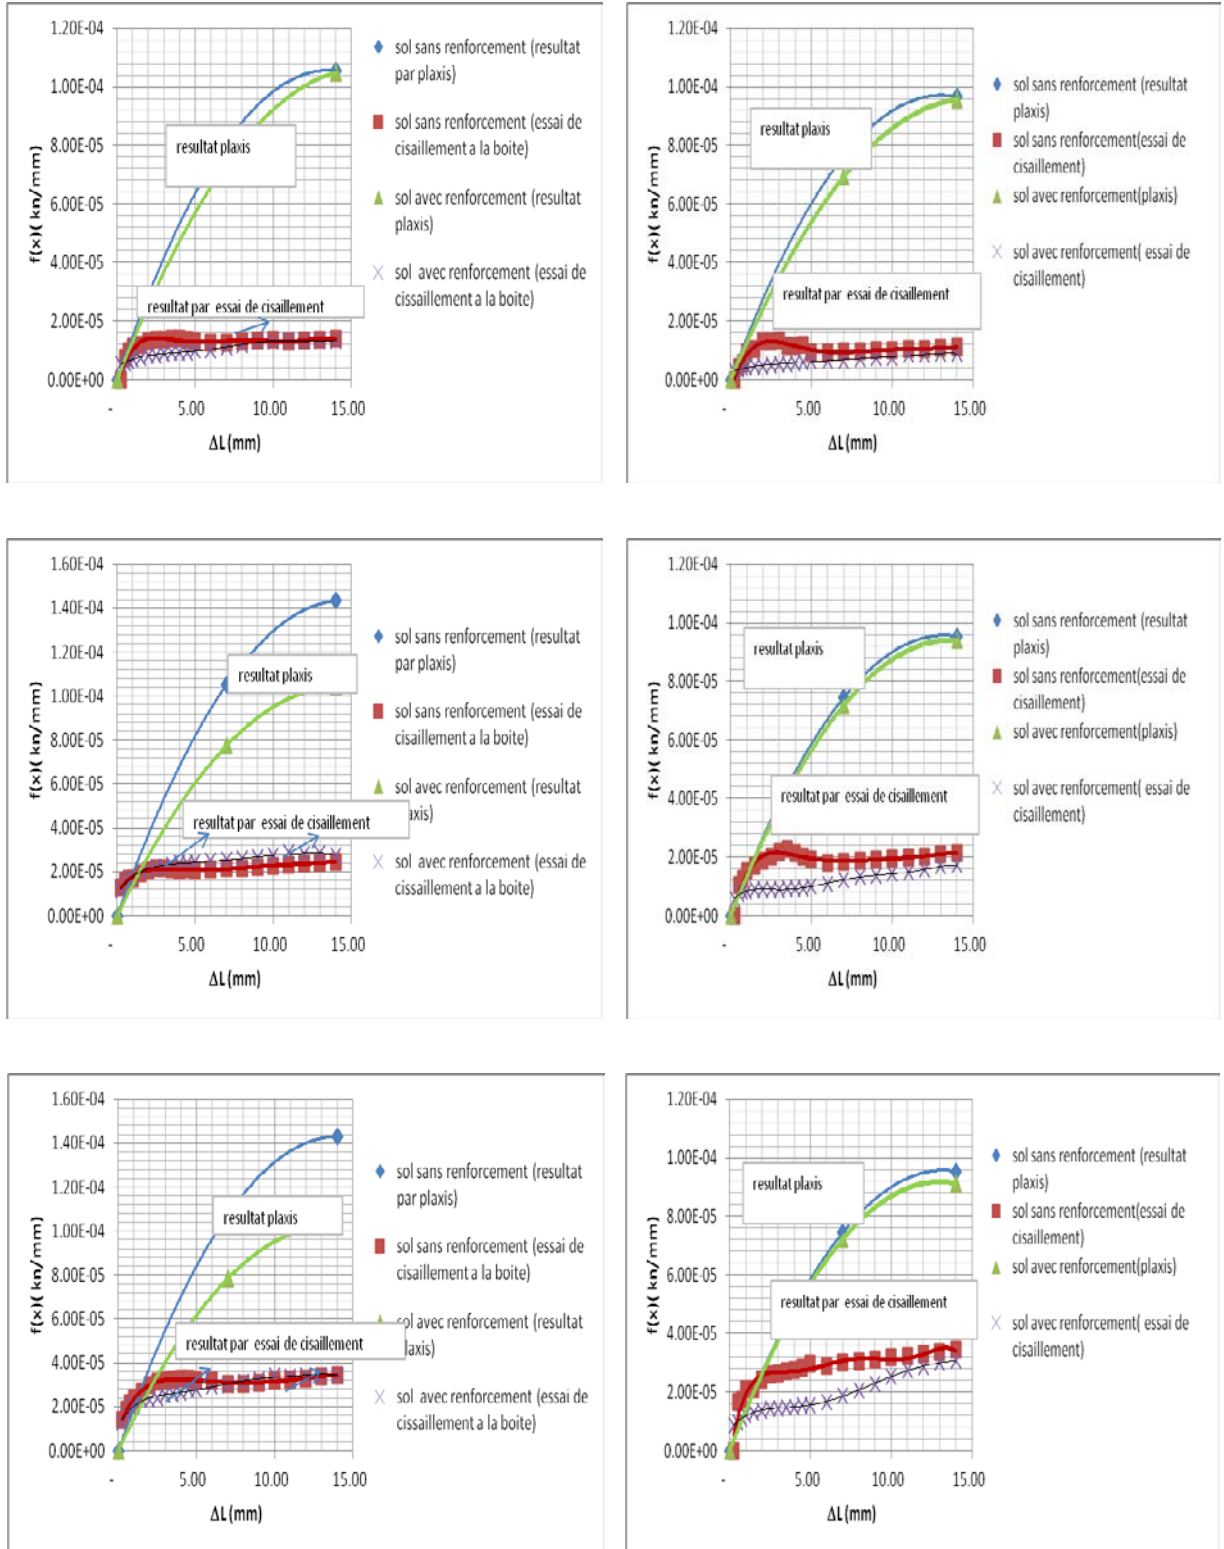 1.20E-04
1.00E-04
8.00E-05
6.00E-05
4.00E-05
2.00E-05
0.00E+00
f(x)( kn/mm)
- 5.00 10.00 15.00
ΔL (mm)
resultat plaxis
resultat par essai de cisaillement
sol sans renforcement (resultat
par plaxis)
sol sans renforcement (essai de
cisaillement a la boite)
sol avec renforcement (resultat
plaxis)
sol avec renforcement (essai de
cissaillement a la boite)
1.20E-04
1.00E-04
8.00E-05
6.00E-05
4.00E-05
2.00E-05
0.00E+00
f(x)( kn/mm)
- 5.00 10.00 15.00
ΔL (mm)
resultat plaxis
resultat par essai de cisaillement
sol sans renforcement (resultat
plaxis)
sol sans renforcement(essai de
cisaillement)
sol avec renforcement(plaxis)
sol avec renforcement( essai de
cisaillement)
1.60E-04
1.40E-04
1.20E-04
1.00E-04
8.00E-05
6.00E-05
4.00E-05
2.00E-05
0.00E+00
f(x)( kn/mm)
- 5.00 10.00 15.00
ΔL (mm)
resultat plaxis
resultat par essai de cisaillement
sol sans renforcement (resultat
par plaxis)
sol sans renforcement (essai de
cisaillement a la boite)
sol avec renforcement (resultat
laxis)
sol avec renforcement (essai de
cissaillement a la boite)
1.20E-04
1.00E-04
8.00E-05
6.00E-05
4.00E-05
2.00E-05
0.00E+00
f(x)( kn/mm)
- 5.00 10.00 15.00
ΔL (mm)
resultat plaxis
resultat par essai de cisaillement
sol sans renforcement (resultat
plaxis)
sol sans renforcement(essai de
cisaillement)
sol avec renforcement(plaxis)
sol avec renforcement( essai de
cisaillement)
1.60E-04
1.40E-04
1.20E-04
1.00E-04
8.00E-05
6.00E-05
4.00E-05
2.00E-05
0.00E+00
f(x)( kn/mm)
- 5.00 10.00 15.00
ΔL (mm)
resultat plaxis
resultat par essai de cisaillement
sol sans renforcement (resultat
par plaxis)
sol sans renforcement (essai de
cisaillement a la boite)
sol avec renforcement (resultat
laxis)
sol avec renforcement (essai de
cissaillement a la boite)
1.20E-04
1.00E-04
8.00E-05
6.00E-05
4.00E-05
2.00E-05
0.00E+00
f(x)( kn/mm)
- 5.00 10.00 15.00
ΔL (mm)
resultat plaxis
resultat par essai de cisaillement
sol sans renforcement (resultat
plaxis)
sol sans renforcement(essai de
cisaillement)
sol avec renforcement(plaxis)
sol avec renforcement( essai de
cisaillement)